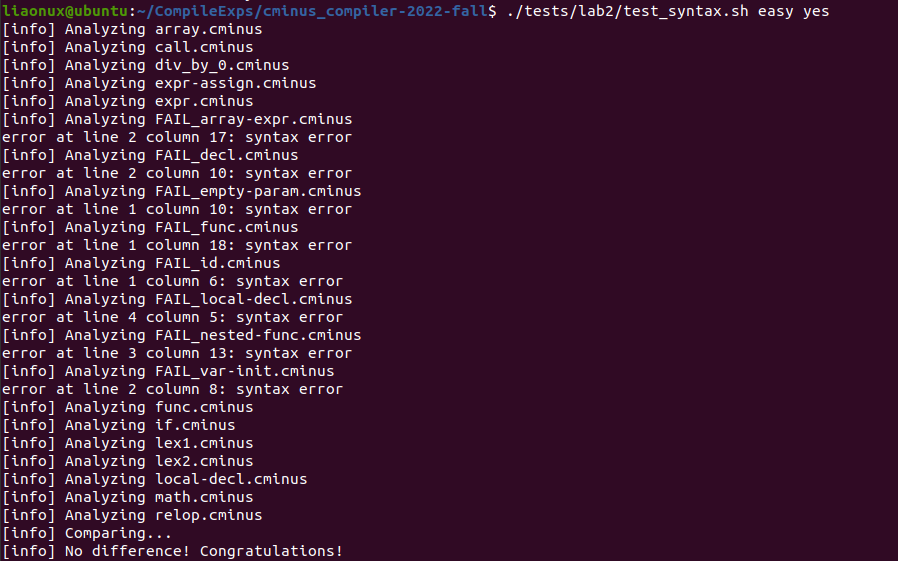 liaonux@ubuntu:~/CompileExps/cminus_compiler-2022-fall$ ./tests/lab2/test_syntax.sh easy yes
[info] Analyzing array.cminus
[info] Analyzing call.cminus
[info] Analyzing div_by_0.cminus
[info] Analyzing expr-assign.cminus
[info] Analyzing expr.cminus
[info] Analyzing FAIL_array-expr.cminus
error at line 2 column 17: syntax error
[info] Analyzing FAIL_decl.cminus
error at line 2 column 10: syntax error
[info] Analyzing FAIL_empty-param.cminus
error at line 1 column 10: syntax error
[info] Analyzing FAIL_func.cminus
error at line 1 column 18: syntax error
[info] Analyzing FAIL_id.cminus
error at line 1 column 6: syntax error
[info] Analyzing FAIL_local-decl.cminus
error at line 4 column 5: syntax error
[info] Analyzing FAIL_nested-func.cminus
error at line 3 column 13: syntax error
[info] Analyzing FAIL_var-init.cminus
error at line 2 column 8: syntax error
[info] Analyzing func.cminus
[info] Analyzing if.cminus
[info] Analyzing lex1.cminus
[info] Analyzing lex2.cminus
[info] Analyzing local-decl.cminus
[info] Analyzing math.cminus
[info] Analyzing relop.cminus
[info] Comparing...
[info] No difference! Congratulations!